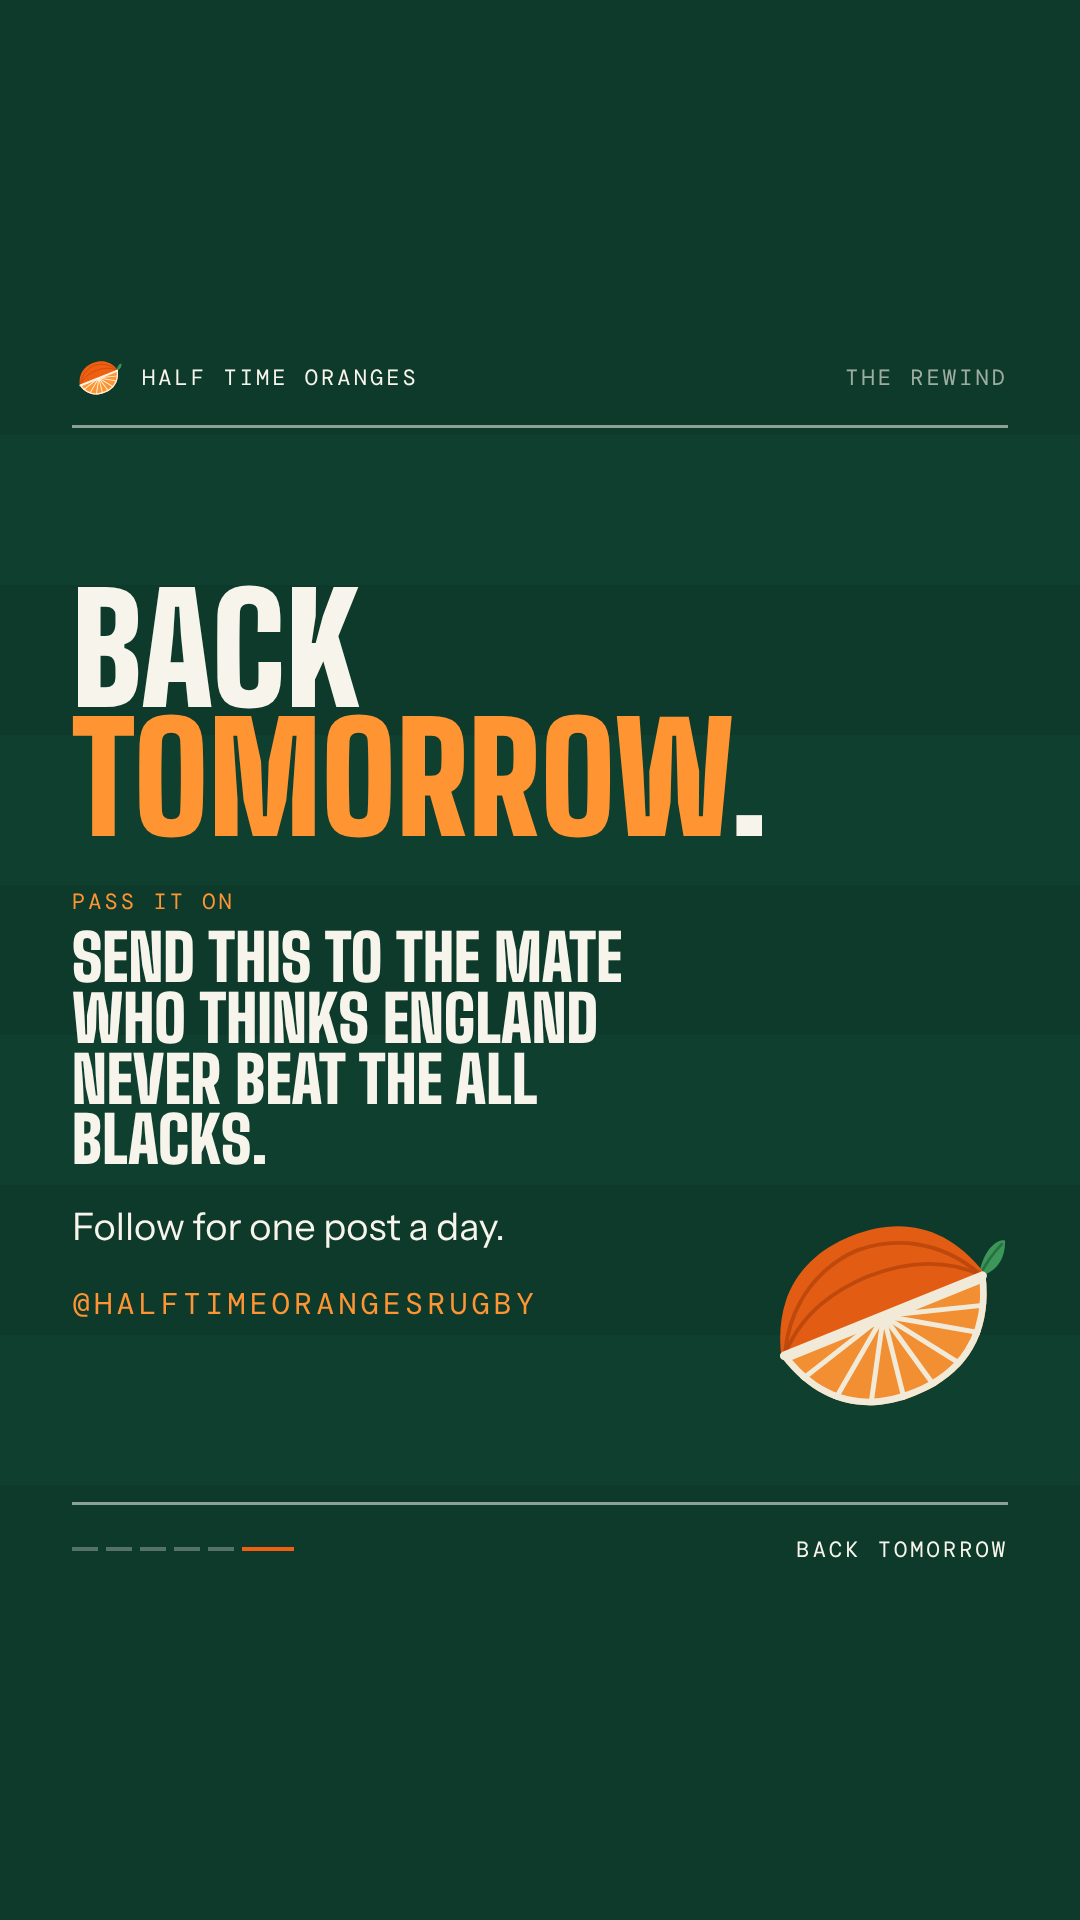 HALF TIME ORANGES
THE REWIND
BACK
TOMORROW.
PASS IT ON
SEND THIS TO THE MATE
WHO THINKS ENGLAND
NEVER BEAT THE ALL
BLACKS.
Follow for one post a day.
@HALFTIMEORANGESRUGBY
BACK TOMORROW